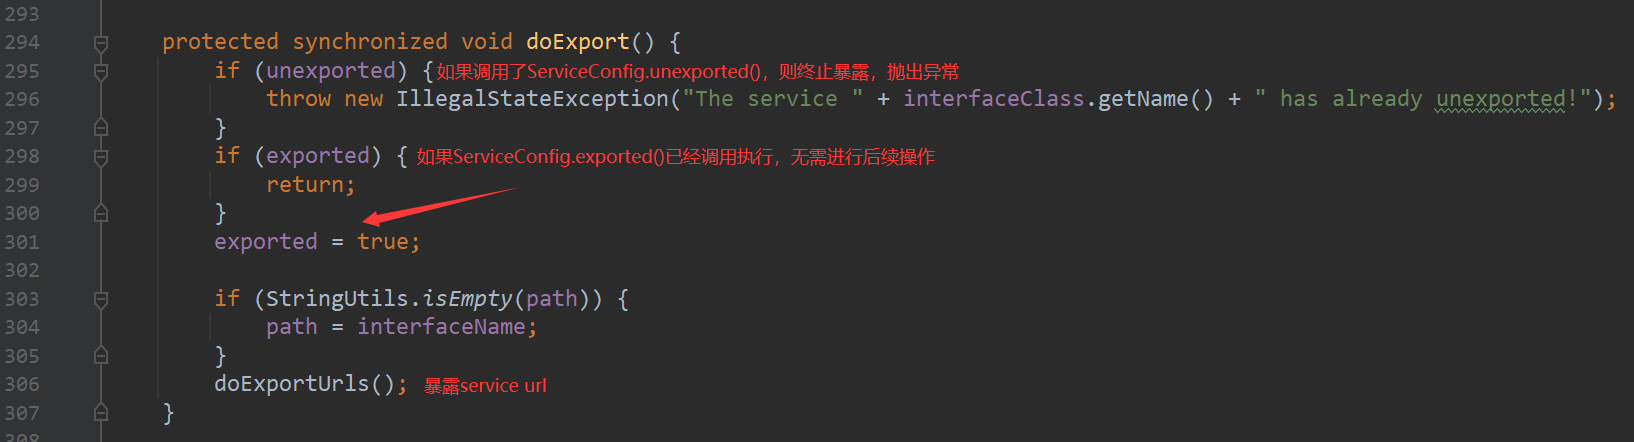 293
294 protected synchronized void doExport() {
295 if (unexported) {如果调用了ServiceConfig.unexported()，则终止暴露，抛出异常
296 throw new IllegalStateException("The service " + interfaceClass.getName() + " has already unexported!");
297 }
298 if (exported) { 如果ServiceConfig.exported()已经调用执行，无需进行后续操作
299 return;
300 }
301 exported = true;
302
303 if (StringUtils.isEmpty(path)) {
304 path = interfaceName;
305 }
306 doExportUrls(); 暴露service url
307 }
308